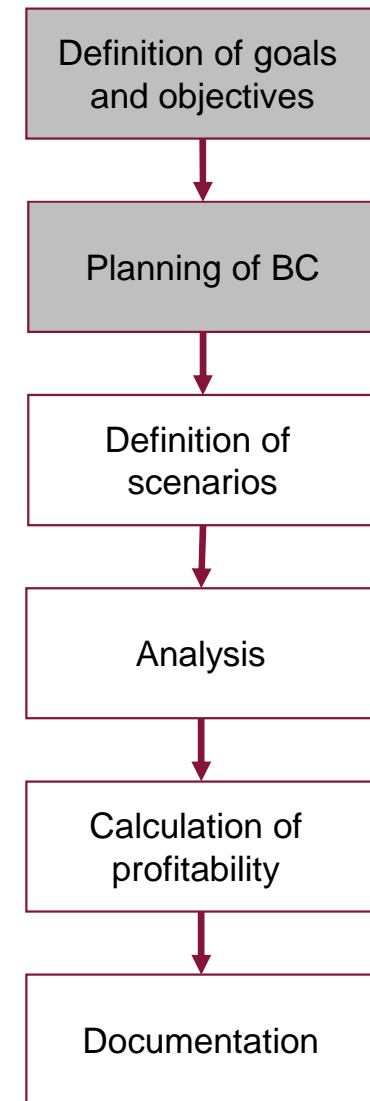 Definition of goals
and objectives
Planning of BC
Definition of
scenarios
Analysis
Calculation of
profitability
Documentation